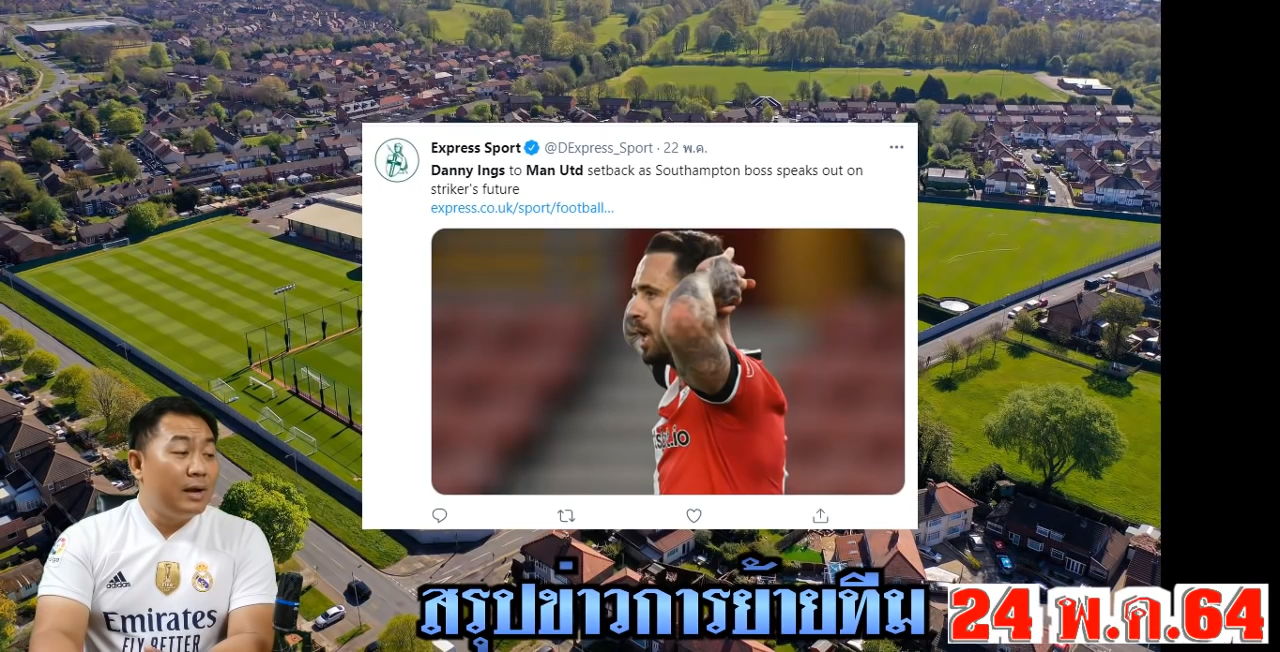 Express Sport @DExpress_Sport · 22 พ.ค.
Danny Ings to Man Utd setback as Southampton boss speaks out on
striker's future
express.co.uk/sport/football...
adidas
Emirates
FLY BETTER
สรุปข่าวการย้ายทีม 24 พ.ค.64